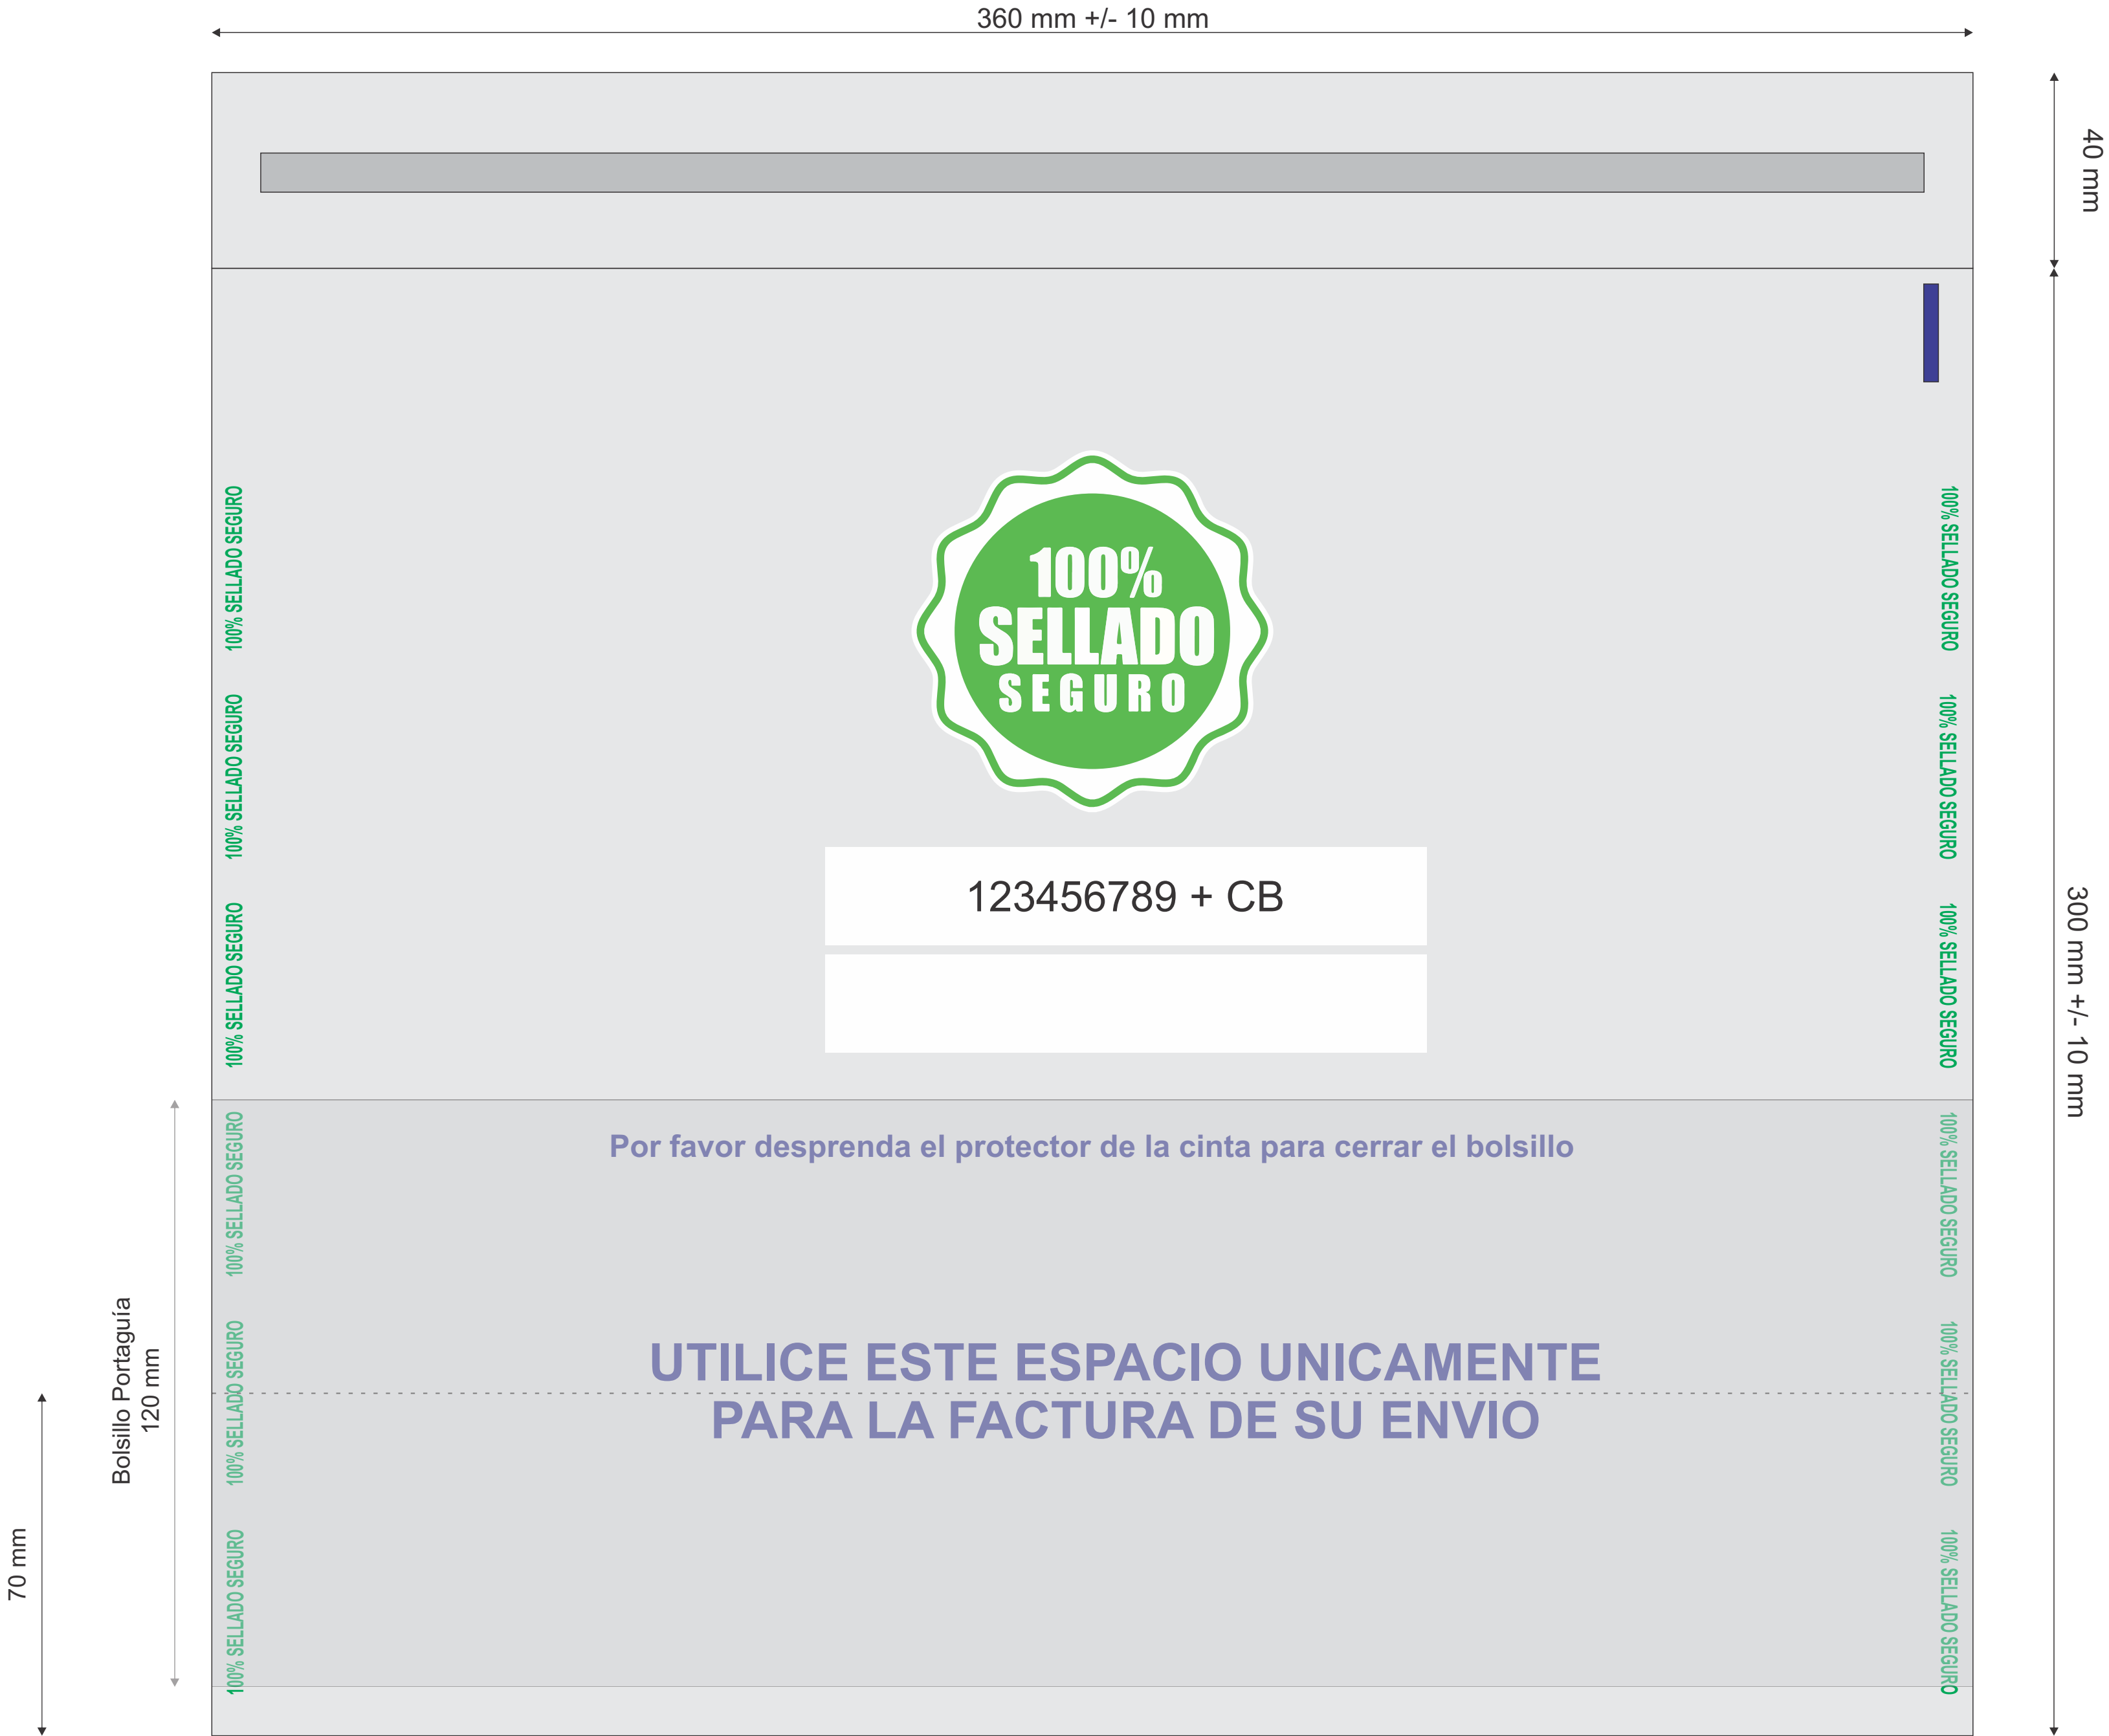 360 mm +/- 10 mm
40 mm
100%
SELLADO
SEGURO
123456789 + CB
300 mm +/- 10 mm
100% SELLADO SEGURO
100% SELLADO SEGURO
100% SELLADO SEGURO
100% SELLADO SEGURO
100% SELLADO SEGURO
100% SELLADO SEGURO
100% SELLADO SEGURO
100% SELLADO SEGURO
100% SELLADO SEGURO
100% SELLADO SEGURO
100% SELLADO SEGURO
100% SELLADO SEGURO
Por favor desprenda el protector de la cinta para cerrar el bolsillo
UTILICE ESTE ESPACIO UNICAMENTE
PARA LA FACTURA DE SU ENVIO
Bolsillo Portaguía
120 mm
70 mm